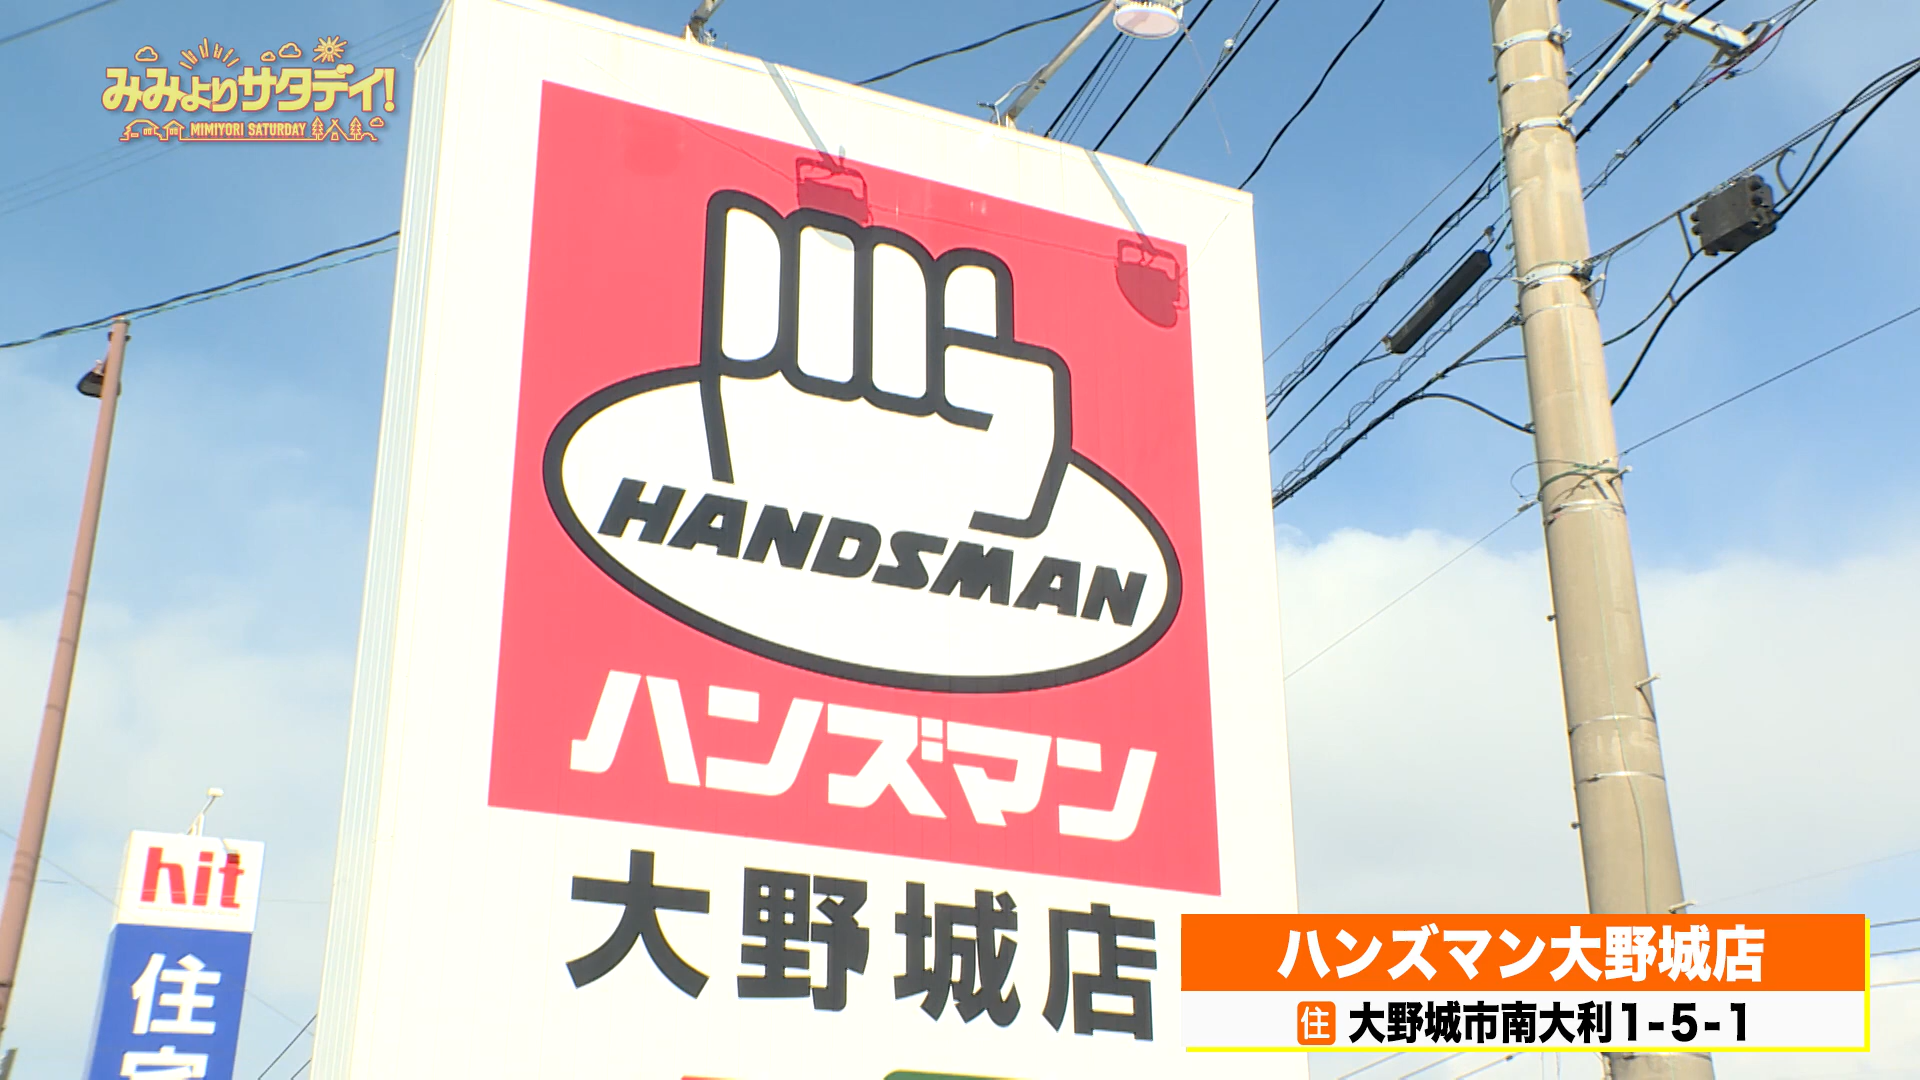 みみよりサタデイ!
MIMIYORI SATURDAY
HANDSMAN
ハンズマン
大野城店
hit
住
ハンズマン大野城店
住 大野城市南大利1-5-1